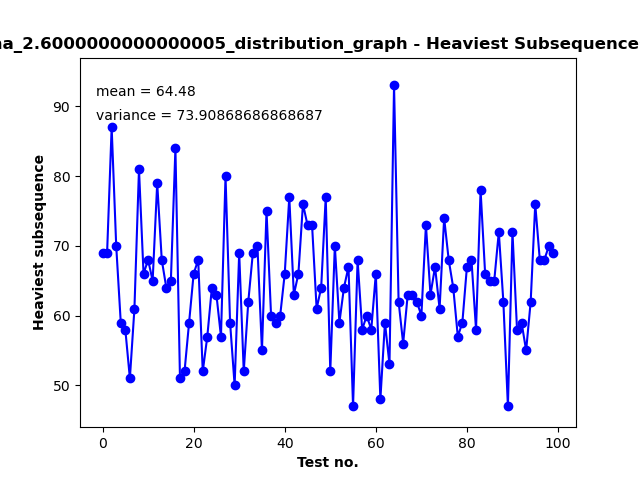 a_2.6000000000000005_distribution_graph - Heaviest Subsequence
mean = 64.48
variance = 73.90868686868687
90
80
70
60
50
Heaviest subsequence
0 20 40 60 80 100
Test no.